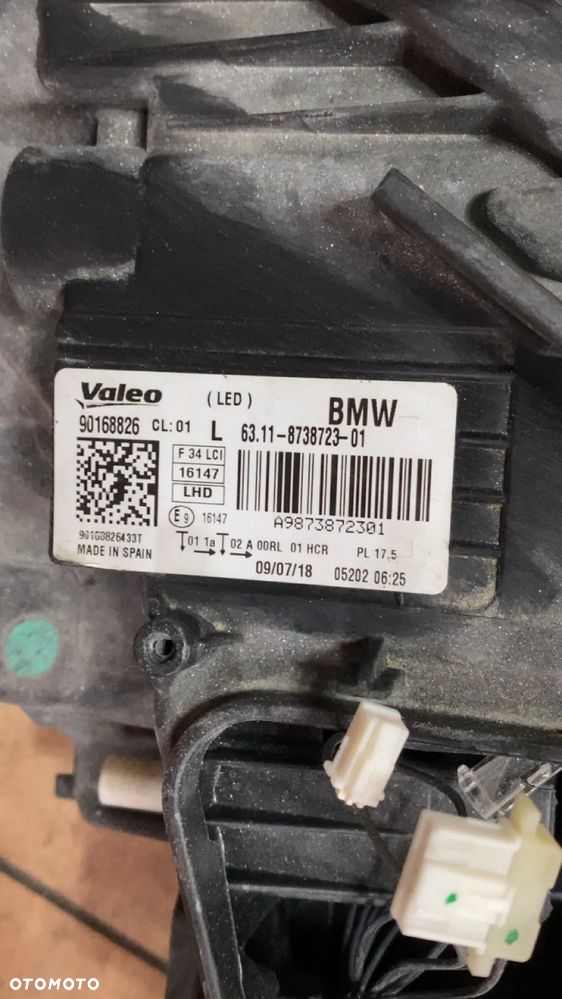 Valeo (LED) BMW
90168826 CL:01 L 63.11-8738723-01
F 34 LCI
16147
LHD
A9873872301
E9 16147
90168826433T
01 1a 02 A 00RL 01 HCR PL 17.5
MADE IN SPAIN
09/07/18 05202 06:25
OTOMOTO